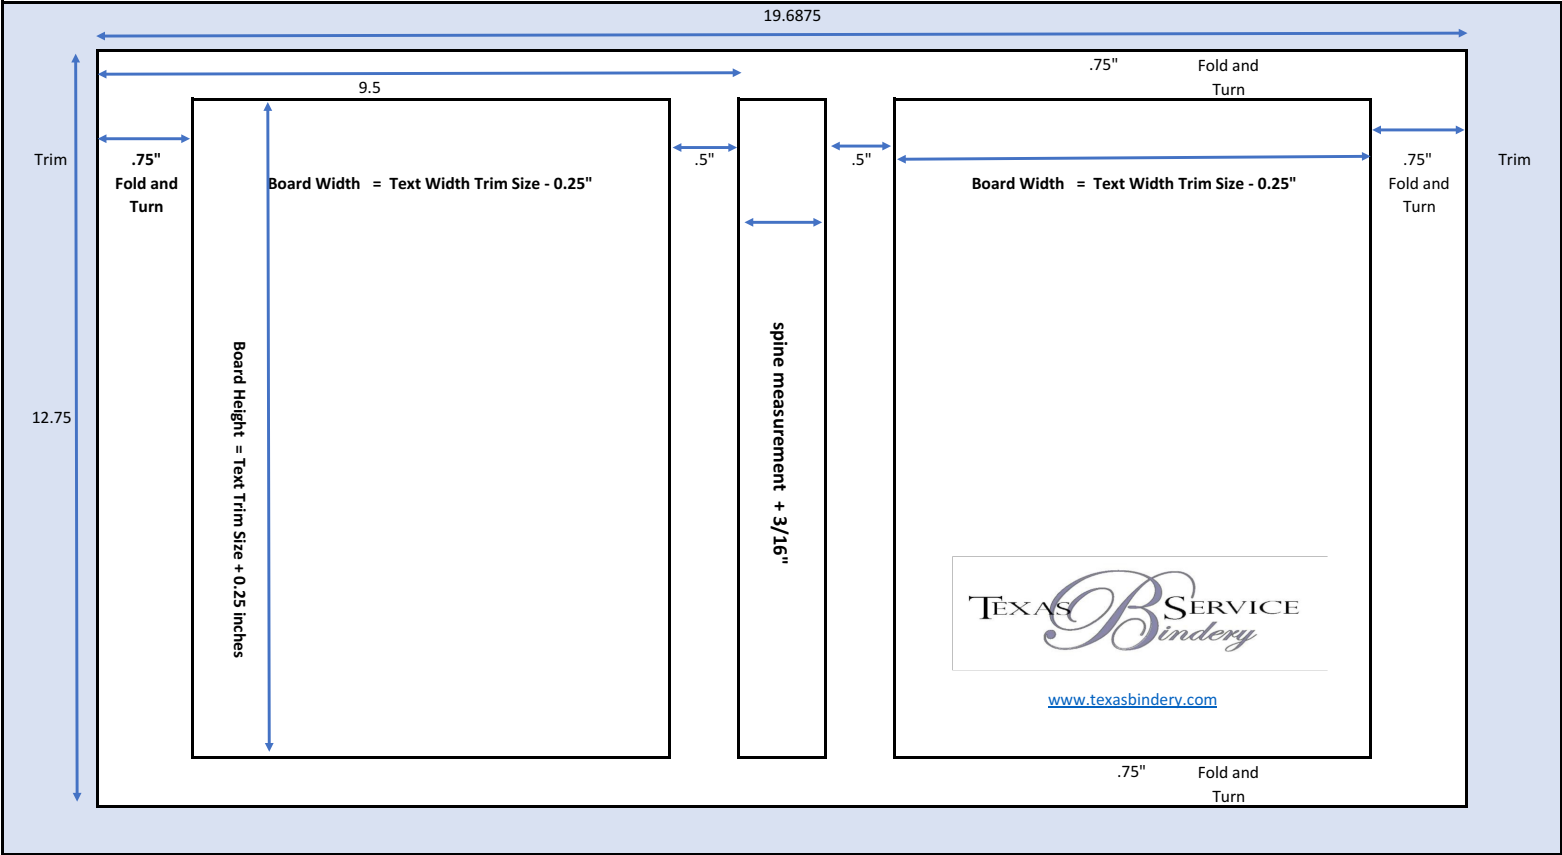 19.6875
.75" Fold and
Turn
9.5
Trim
.75"
Fold and
Turn
.5"
.5"
.75"
Fold and
Turn
Trim
Board Width = Text Width Trim Size - 0.25"
Board Width = Text Width Trim Size - 0.25"
12.75
Board Height = Text Trim Size + 0.25 inches
spine measurement + 3/16"
TEXAS SERVICE
Bindery
www.texasbindery.com
.75" Fold and
Turn